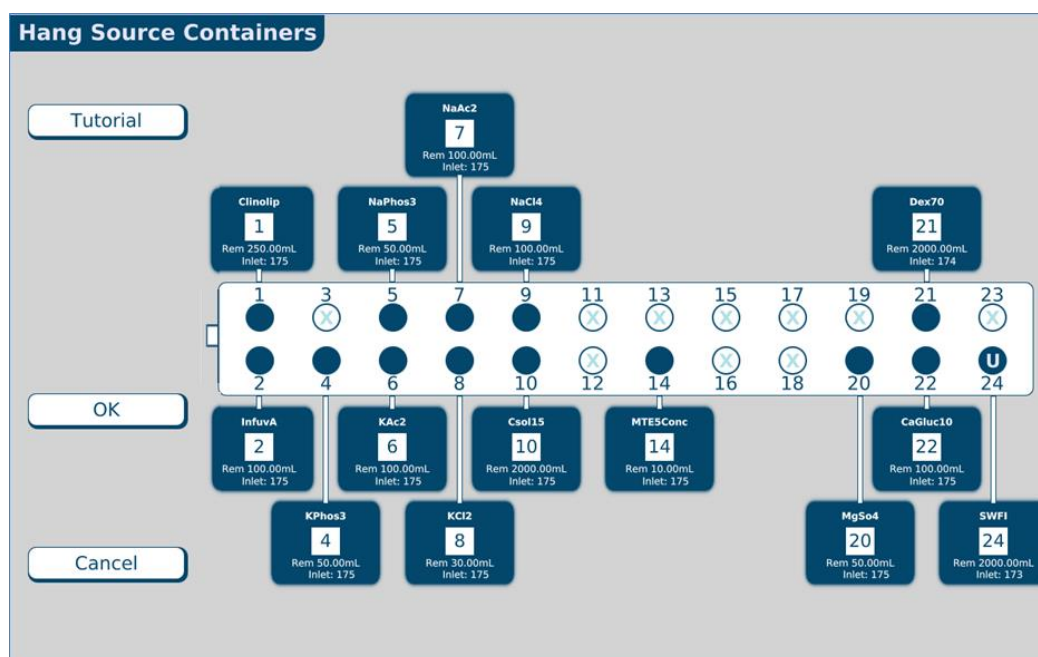 Hang Source Containers
Tutorial
NaAc2
7
Rem 100.00mL
Inlet: 175
Clinolip
1
Rem 250.00mL
Inlet: 175
NaPhos3
5
Rem 50.00mL
Inlet: 175
NaCl4
9
Rem 100.00mL
Inlet: 175
Dex70
21
Rem 2000.00mL
Inlet: 174
1 3 5 7 9 11 13 15 17 19 21 23
X X X X X X X
X X X U
2 4 6 8 10 12 14 16 18 20 22 24
OK
InfuvA
2
Rem 100.00mL
Inlet: 175
KAc2
6
Rem 100.00mL
Inlet: 175
Csol15
10
Rem 2000.00mL
Inlet: 175
MTE5Conc
14
Rem 10.00mL
Inlet: 175
CaGluc10
22
Rem 100.00mL
Inlet: 175
KPhos3
4
Rem 50.00mL
Inlet: 175
KCl2
8
Rem 30.00mL
Inlet: 175
MgSo4
20
Rem 50.00mL
Inlet: 175
SWFI
24
Rem 2000.00mL
Inlet: 173
Cancel